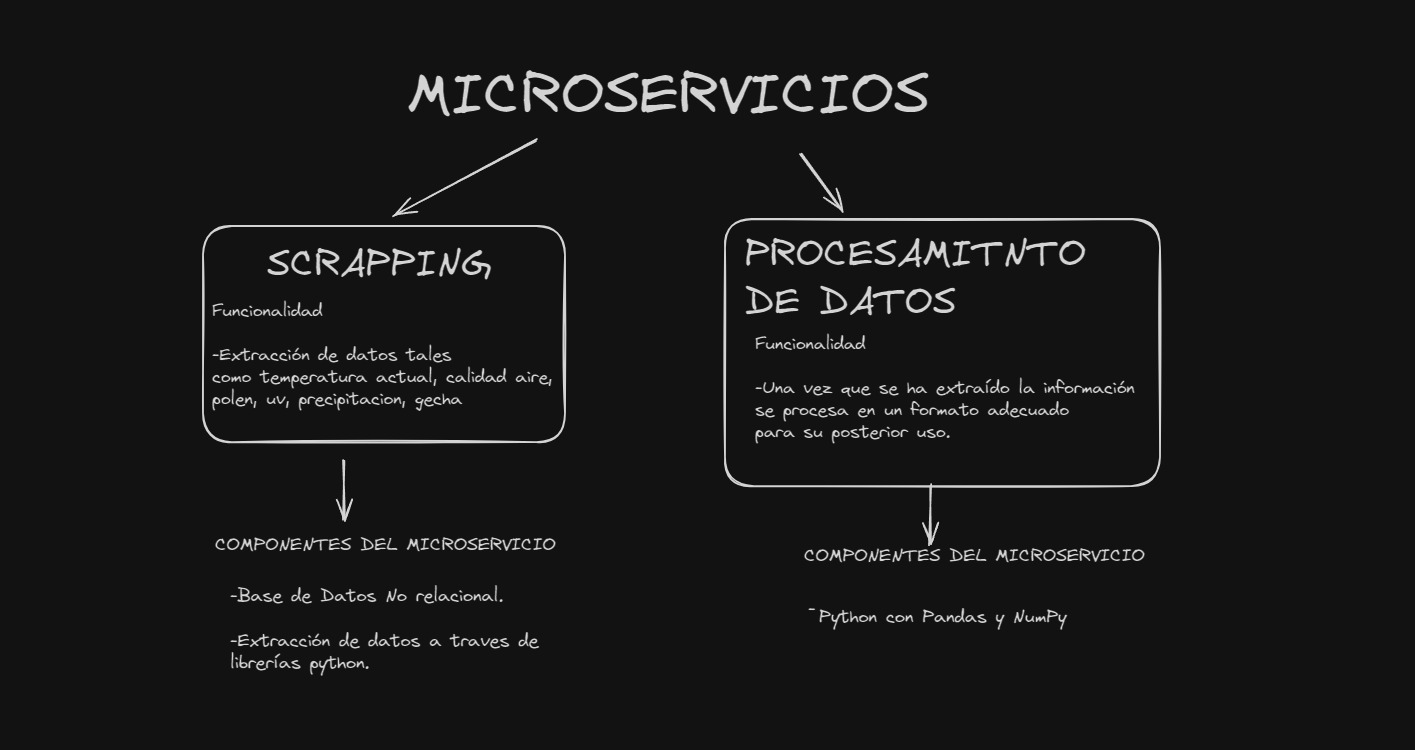 MICROSERVICIOS
SCRAPPING
Funcionalidad
-Extracción de datos tales
como temperatura actual, calidad aire,
polen, uv, precipitacion, gecha
COMPONENTES DEL MICROSERVICIO
-Base de Datos No relacional.
-Extracción de datos a traves de
librerías python.
PROCESAMITNTO
DE DATOS
Funcionalidad
-Una vez que se ha extraído la información
se procesa en un formato adecuado
para su posterior uso.
COMPONENTES DEL MICROSERVICIO
-Python con Pandas y NumPy